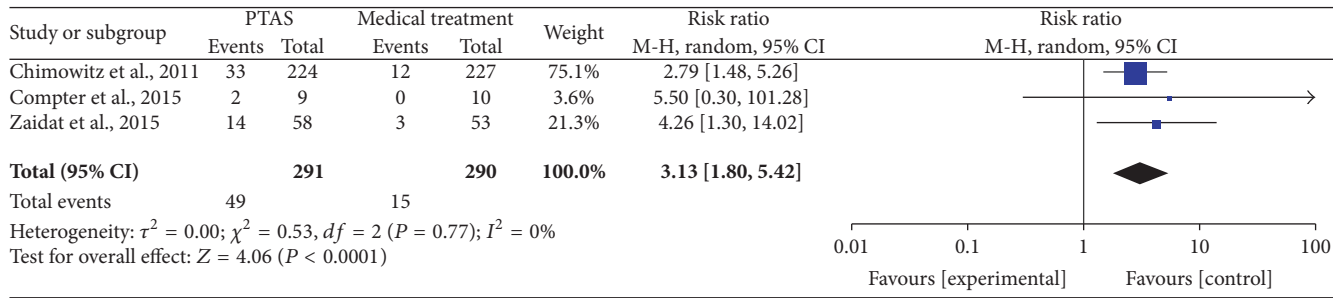 Study or subgroup PTAS Medical treatment Weight Risk ratio Risk ratio
Events Total Events Total M-H, random, 95% CI M-H, random, 95% CI
Chimowitz et al., 2011 33 224 12 227 75.1% 2.79 [1.48, 5.26]
Compter et al., 2015 2 9 0 10 3.6% 5.50 [0.30, 101.28]
Zaidat et al., 2015 14 58 3 53 21.3% 4.26 [1.30, 14.02]
Total (95% CI) 291 290 100.0% 3.13 [1.80, 5.42]
Total events 49 15
Heterogeneity: τ² = 0.00; χ² = 0.53, df = 2 (P = 0.77); I² = 0%
Test for overall effect: Z = 4.06 (P < 0.0001)
0.01 0.1 1 10 100
Favours [experimental] Favours [control]